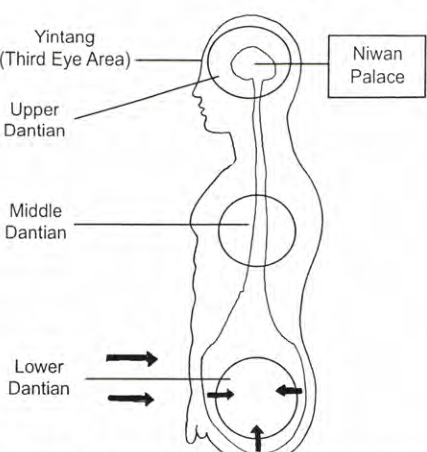 Yintang
(Third Eye Area)
Niwan
Palace
Upper
Dantian
Middle
Dantian
Lower
Dantian